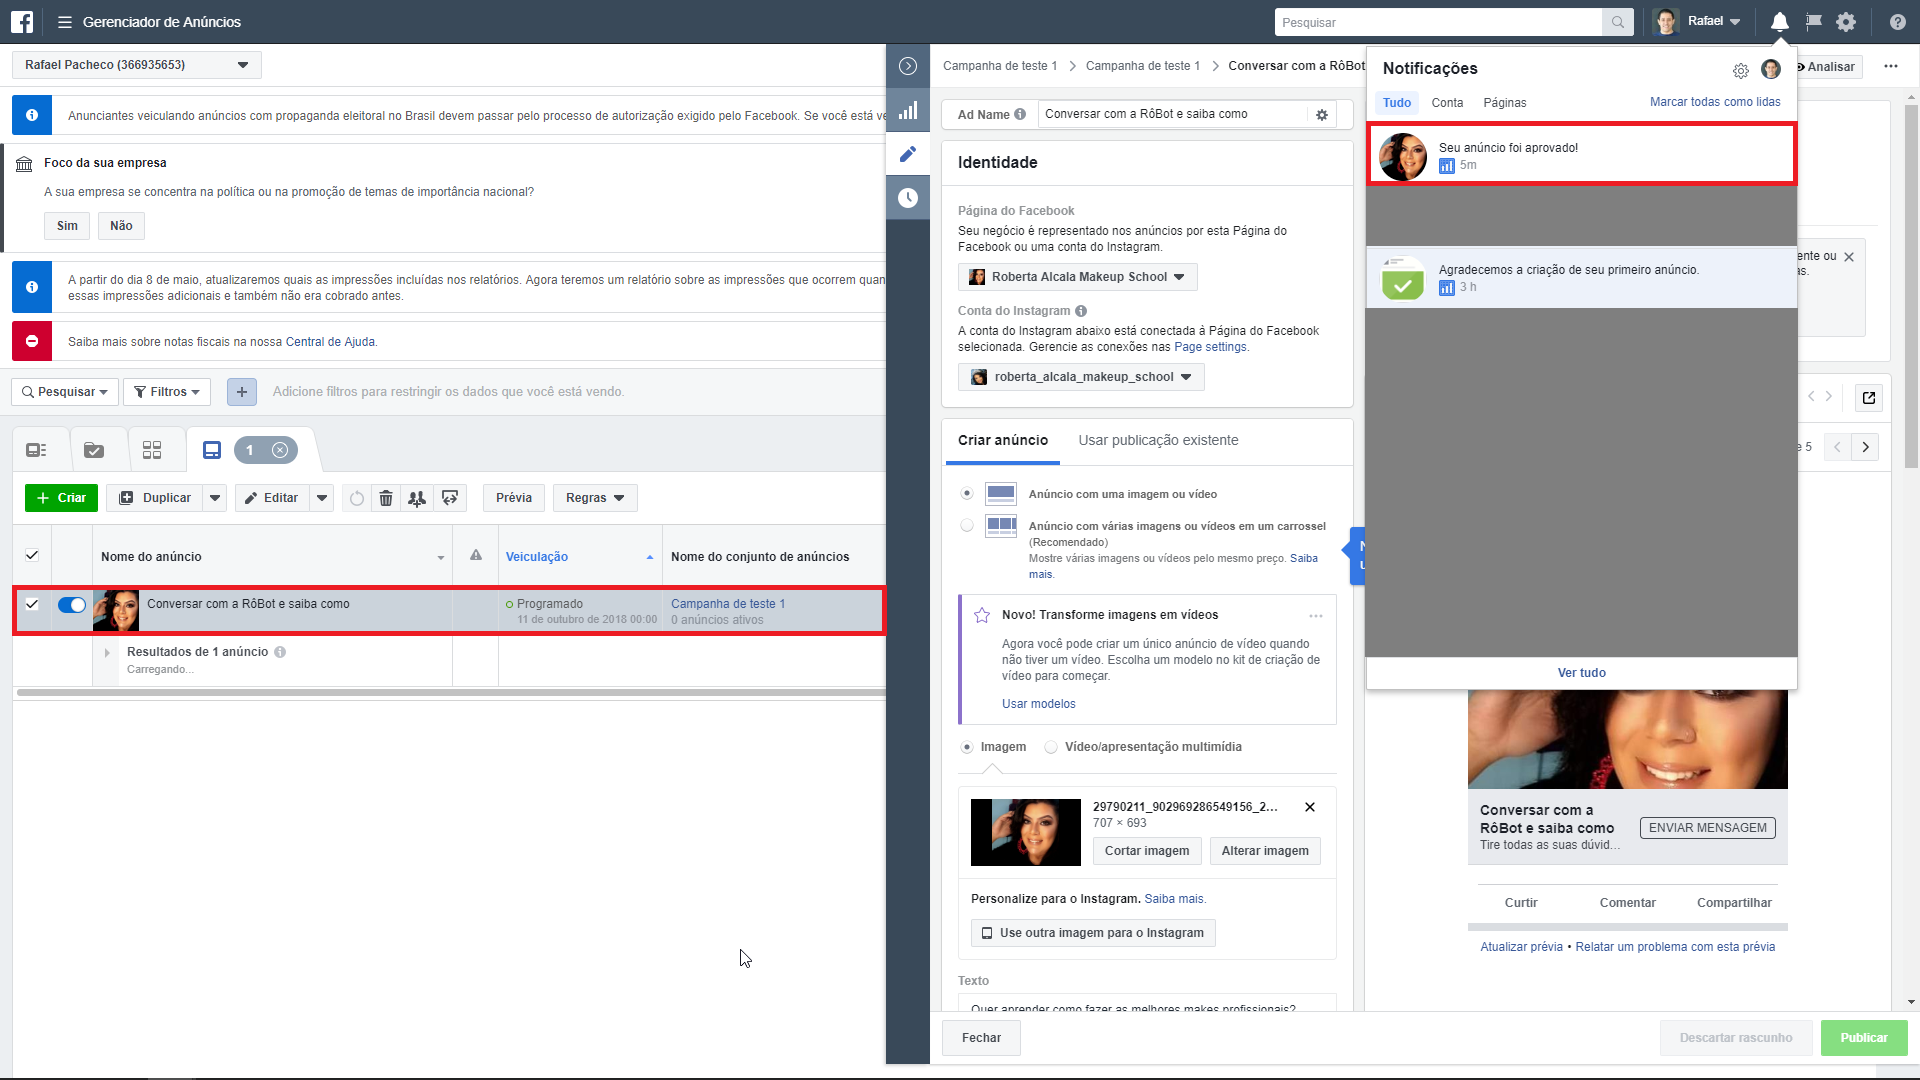 Gerenciador de Anúncios
Pesquisar
Rafael
Rafael Pacheco (366935653)
Anunciantes veiculando anúncios com propaganda eleitoral no Brasil devem passar pelo processo de autorização exigido pelo Facebook. Se você está ve
Foco da sua empresa
A sua empresa se concentra na política ou na promoção de temas de importância nacional?
Sim
Não
A partir do dia 8 de maio, atualizaremos quais as impressões incluídas nos relatórios. Agora teremos um relatório sobre as impressões que ocorrem quan
essas impressões adicionais e também não era cobrado antes.
Saiba mais sobre notas fiscais na nossa Central de Ajuda.
Pesquisar
Filtros
Adicione filtros para restringir os dados que você está vendo.
1
Criar
Duplicar
Editar
Prévia
Regras
Nome do anúncio
Veiculação
Nome do conjunto de anúncios
Conversar com a RôBot e saiba como
Programado
11 de outubro de 2018 00:00
Campanha de teste 1
0 anúncios ativos
Resultados de 1 anúncio
Carregando...
Campanha de teste 1
Campanha de teste 1
Conversar com a RôBot
Analisar
Ad Name
Conversar com a RôBot e saiba como
Identidade
Página do Facebook
Seu negócio é representado nos anúncios por esta Página do
Facebook ou uma conta do Instagram.
Roberta Alcala Makeup School
Conta do Instagram
A conta do Instagram abaixo está conectada à Página do Facebook
selecionada. Gerencie as conexões nas Page settings.
roberta_alcala_makeup_school
Criar anúncio
Usar publicação existente
Anúncio com uma imagem ou vídeo
Anúncio com várias imagens ou vídeos em um carrossel
(Recomendado)
Mostre várias imagens ou vídeos pelo mesmo preço. Saiba
mais.
Novo! Transforme imagens em vídeos
Agora você pode criar um único anúncio de vídeo quando
não tiver um vídeo. Escolha um modelo no kit de criação de
vídeo para começar.
Usar modelos
Imagem
Vídeo/apresentação multimídia
29790211_902969286549156_2...
707 × 693
Cortar imagem
Alterar imagem
Personalize para o Instagram. Saiba mais.
Use outra imagem para o Instagram
Texto
Quer aprender como fazer as melhores makes profissionais?
Fechar
Descartar rascunho
Publicar
Notificações
Tudo
Conta
Páginas
Marcar todas como lidas
Seu anúncio foi aprovado!
5m
Agradecemos a criação de seu primeiro anúncio.
3 h
Ver tudo
ente ou
s.
e 5
Conversar com a
RôBot e saiba como
Tire todas as suas dúvid...
ENVIAR MENSAGEM
Curtir
Comentar
Compartilhar
Atualizar prévia • Relatar um problema com esta prévia